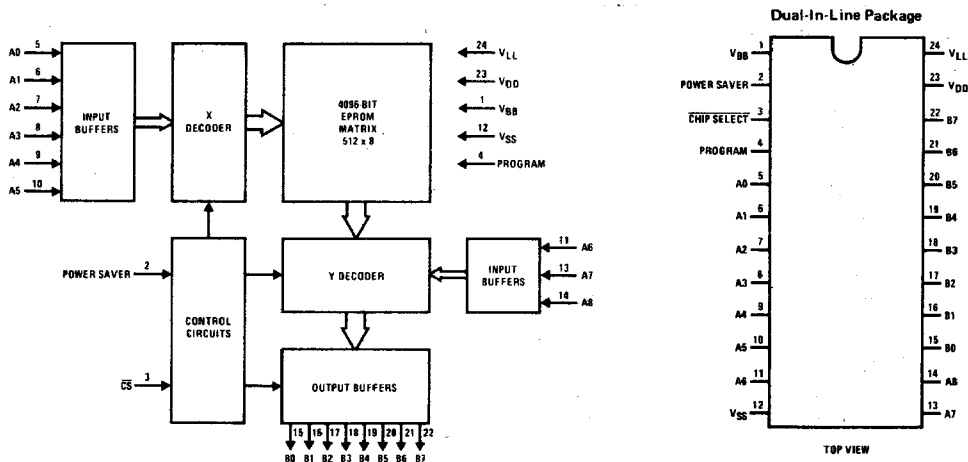 A0 5
A1 6
A2 7
A3 8
A4 9
A5 10
INPUT
BUFFERS
X
DECODER
4096-BIT
EPROM
MATRIX
512 x 8
24 VLL
23 VDD
1 VBB
12 VSS
4 PROGRAM
POWER SAVER 2
CS 3
CONTROL
CIRCUITS
Y DECODER
INPUT
BUFFERS
11 A6
13 A7
14 A8
OUTPUT BUFFERS
15 16 17 18 19 20 21 22
B0 B1 B2 B3 B4 B5 B6 B7
Dual-In-Line Package
VBB 1
POWER SAVER 2
CHIP SELECT 3
PROGRAM 4
A0 5
A1 6
A2 7
A3 8
A4 9
A5 10
A6 11
VSS 12
24 VLL
23 VDD
22 B7
21 B6
20 B5
19 B4
18 B3
17 B2
16 B1
15 B0
14 A8
13 A7
TOP VIEW